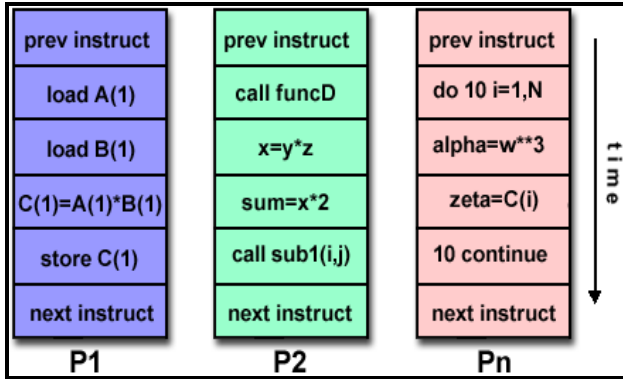 prev instruct
load A(1)
load B(1)
C(1)=A(1)*B(1)
store C(1)
next instruct
P1
prev instruct
call funcD
x=y*z
sum=x*2
call sub1(i,j)
next instruct
P2
prev instruct
do 10 i=1,N
alpha=w**3
zeta=C(i)
10 continue
next instruct
Pn
time